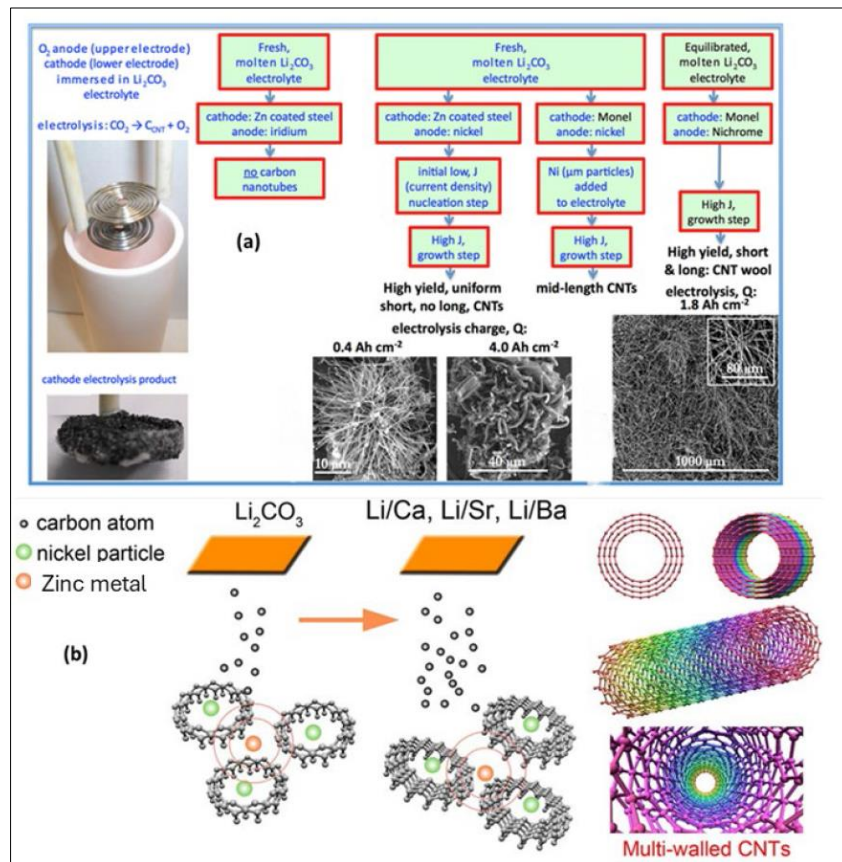 O₂ anode (upper electrode)
cathode (lower electrode)
immersed in Li₂CO₃
electrolyte
electrolysis: CO₂ → C_CNT + O₂
cathode electrolysis product
(a)
Fresh,
molten Li₂CO₃
electrolyte
cathode: Zn coated steel
anode: iridium
no carbon
nanotubes
Fresh,
molten Li₂CO₃
electrolyte
cathode: Zn coated steel
anode: nickel
initial low, J
(current density)
nucleation step
High J,
growth step
High yield, uniform
short, no long, CNTs
cathode: Monel
anode: nickel
Ni (µm particles)
added
to electrolyte
High J,
growth step
mid-length CNTs
electrolysis charge, Q:
0.4 Ah cm⁻²
4.0 Ah cm⁻²
10 µm
40 µm
Equilibrated,
molten Li₂CO₃
electrolyte
cathode: Monel
anode: Nichrome
High J,
growth step
High yield, short
& long: CNT wool
electrolysis, Q:
1.8 Ah cm⁻²
80 µm
1000 µm
carbon atom
nickel particle
Zinc metal
(b)
Li₂CO₃
Li/Ca, Li/Sr, Li/Ba
Multi-walled CNTs